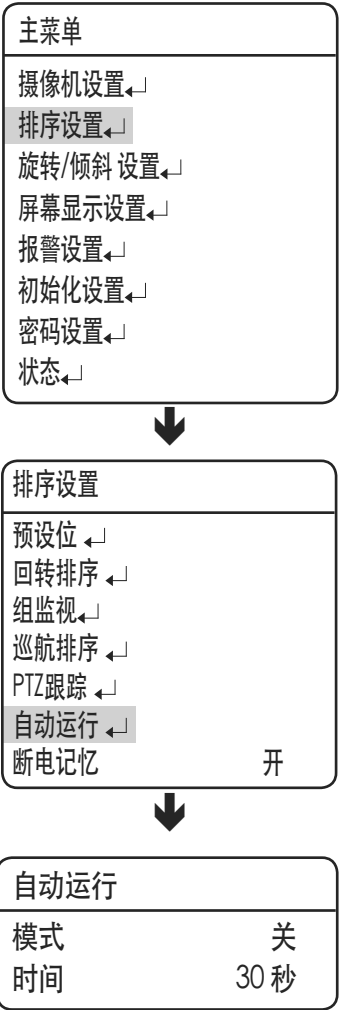 主菜单
摄像机设置↵
排序设置↵
旋转/倾斜 设置↵
屏幕显示设置↵
报警设置↵
初始化设置↵
密码设置↵
状态↵
排序设置
预设位 ↵
回转排序 ↵
组监视↵
巡航排序 ↵
PTZ跟踪 ↵
自动运行 ↵
断电记忆 开
自动运行
模式 关
时间 30 秒